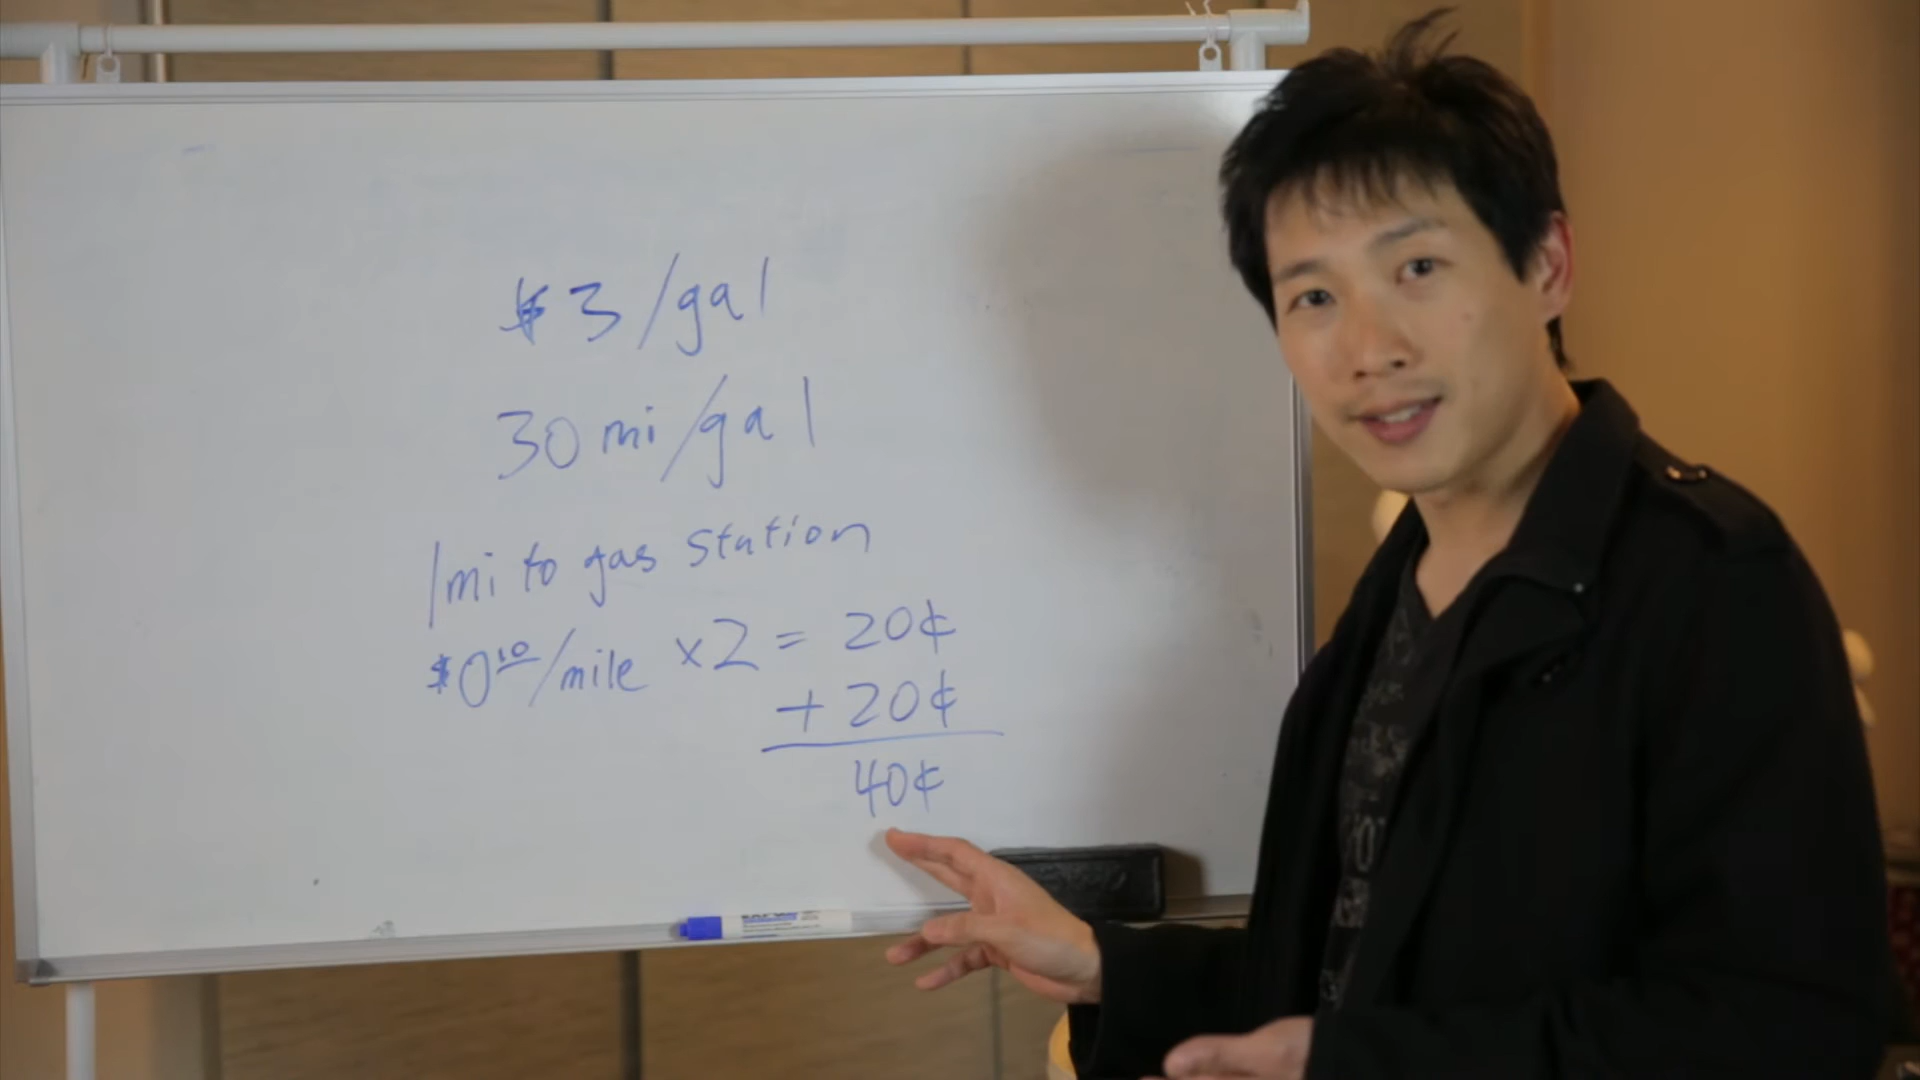 $3/gal
30 mi/gal
1mi to gas station
$0.10/mile x2 = 20¢
+ 20¢
40¢